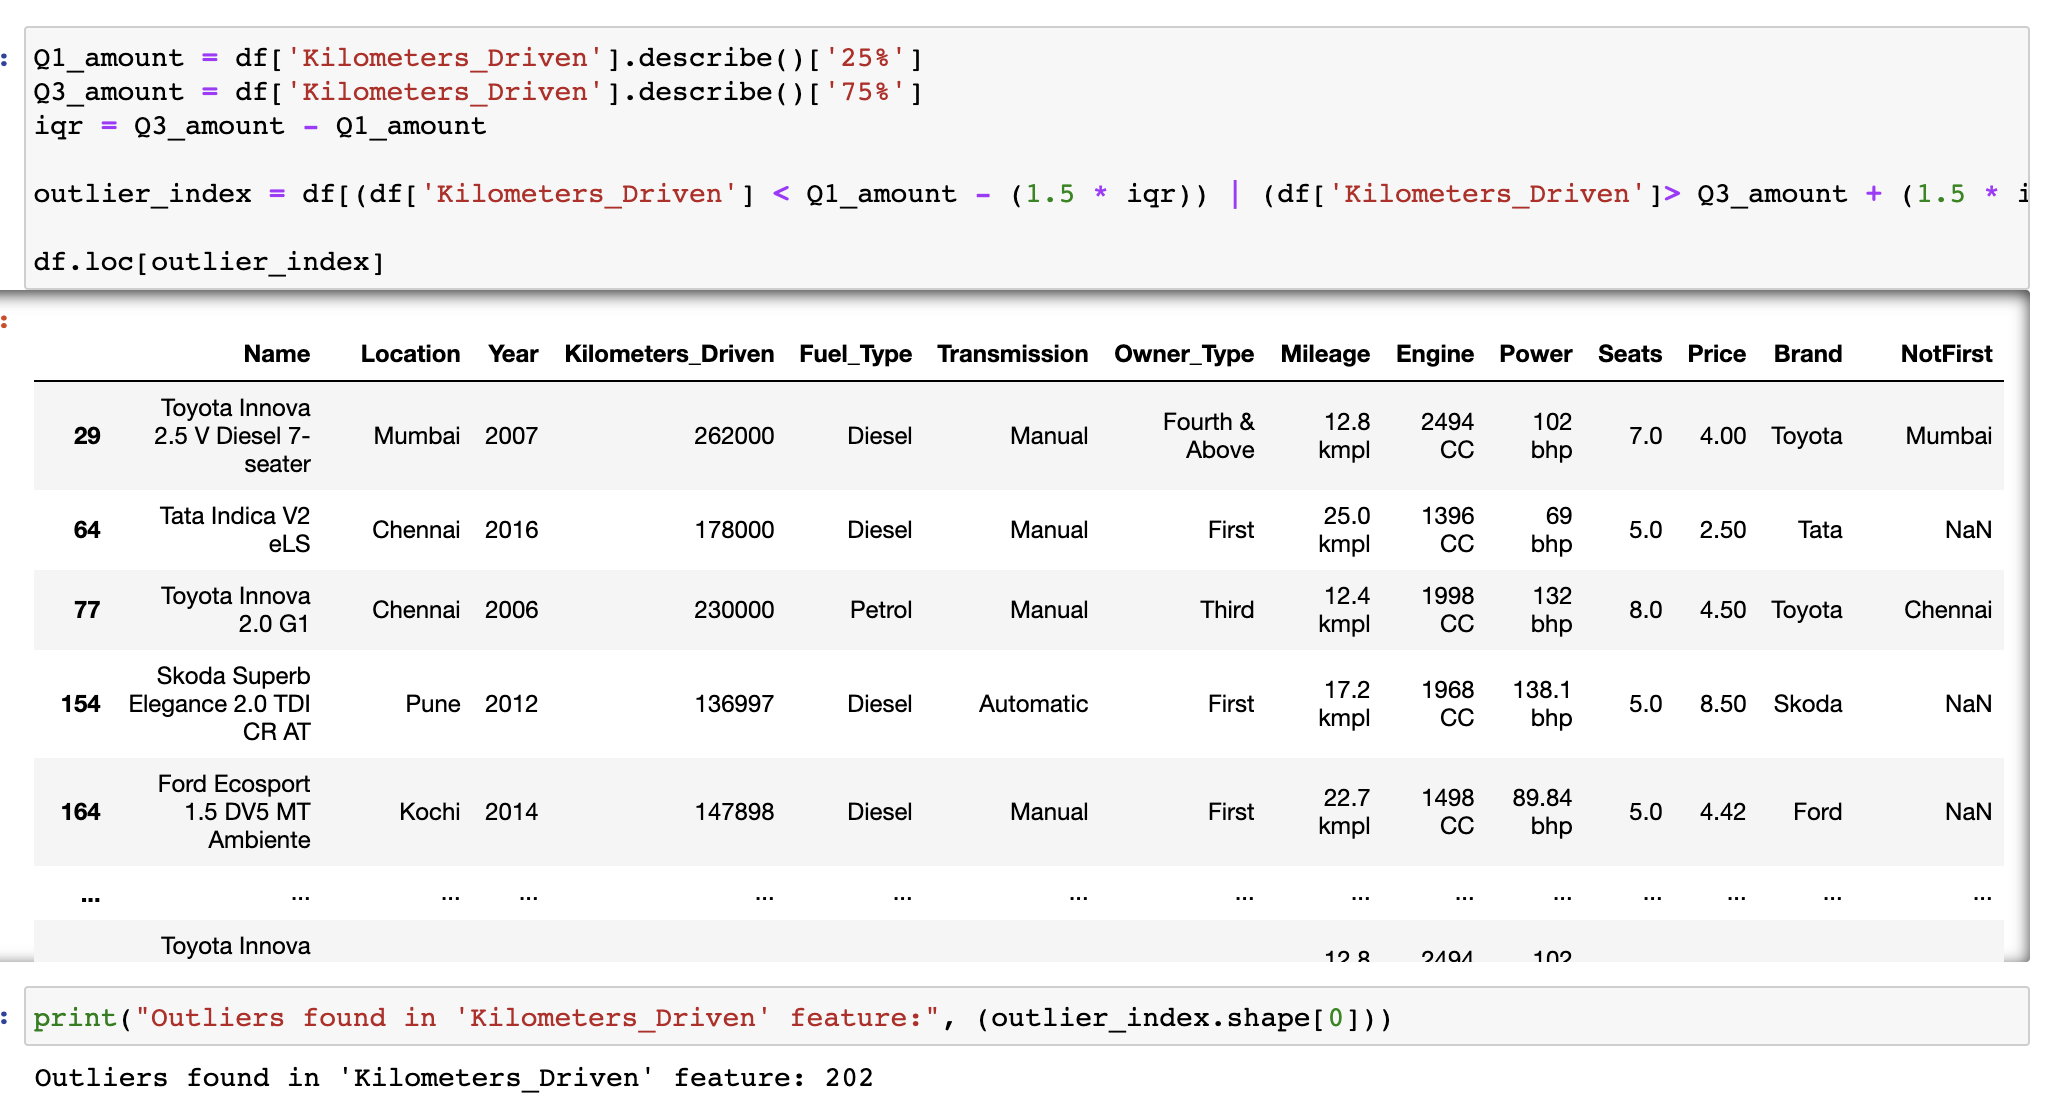 : Q1_amount = df['Kilometers_Driven'].describe()['25%']
Q3_amount = df['Kilometers_Driven'].describe()['75%']
iqr = Q3_amount - Q1_amount
outlier_index = df[(df['Kilometers_Driven'] < Q1_amount - (1.5 * iqr)) | (df['Kilometers_Driven']> Q3_amount + (1.5 * i
df.loc[outlier_index]
:
Name Location Year Kilometers_Driven Fuel_Type Transmission Owner_Type Mileage Engine Power Seats Price Brand NotFirst
29 Toyota Innova 2.5 V Diesel 7-seater Mumbai 2007 262000 Diesel Manual Fourth & Above 12.8 kmpl 2494 CC 102 bhp 7.0 4.00 Toyota Mumbai
64 Tata Indica V2 eLS Chennai 2016 178000 Diesel Manual First 25.0 kmpl 1396 CC 69 bhp 5.0 2.50 Tata NaN
77 Toyota Innova 2.0 G1 Chennai 2006 230000 Petrol Manual Third 12.4 kmpl 1998 CC 132 bhp 8.0 4.50 Toyota Chennai
154 Skoda Superb Elegance 2.0 TDI CR AT Pune 2012 136997 Diesel Automatic First 17.2 kmpl 1968 CC 138.1 bhp 5.0 8.50 Skoda NaN
164 Ford Ecosport 1.5 DV5 MT Ambiente Kochi 2014 147898 Diesel Manual First 22.7 kmpl 1498 CC 89.84 bhp 5.0 4.42 Ford NaN
... ... ... ... ... ... ... ... ... ... ... ... ... ... ...
Toyota Innova 12.8 2494 102
: print("Outliers found in 'Kilometers_Driven' feature:", (outlier_index.shape[0]))
Outliers found in 'Kilometers_Driven' feature: 202